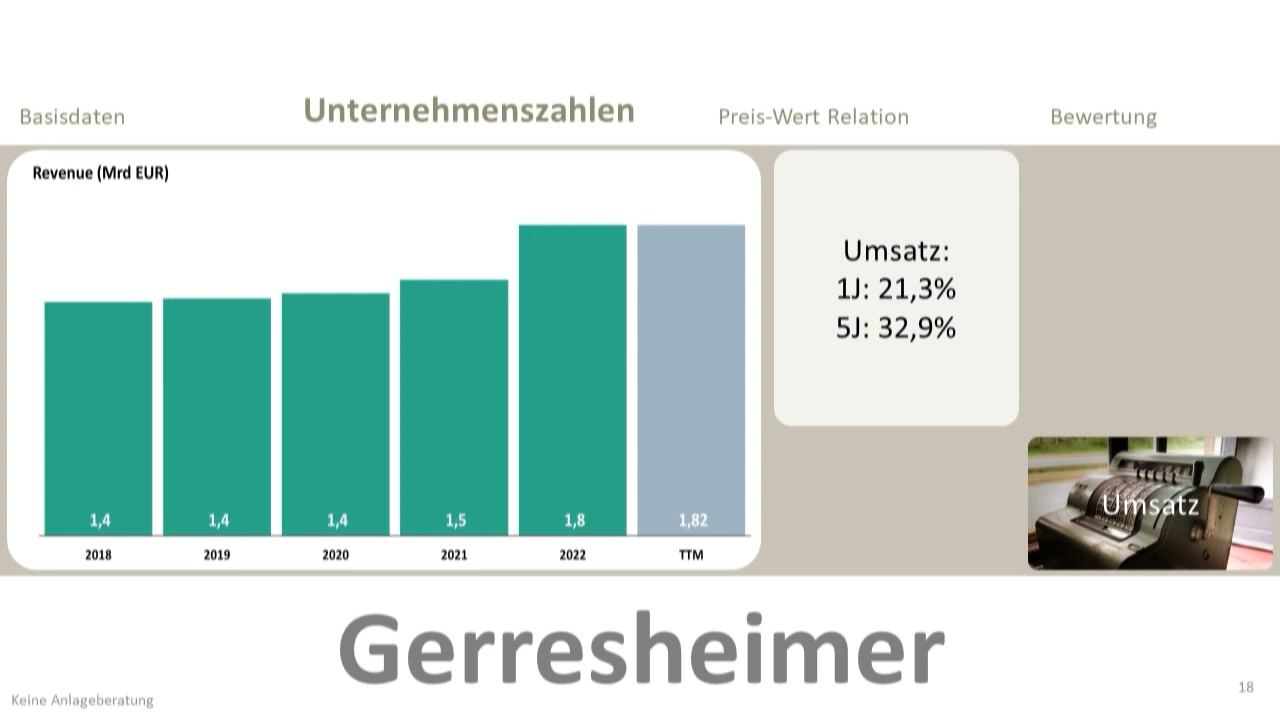 Basisdaten
Unternehmenszahlen
Preis-Wert Relation
Bewertung
Revenue (Mrd EUR)
1,4
1,4
1,4
1,5
1,8
1,82
2018
2019
2020
2021
2022
TTM
Umsatz:
1J: 21,3%
5J: 32,9%
Umsatz
Gerresheimer
Keine Anlageberatung
18